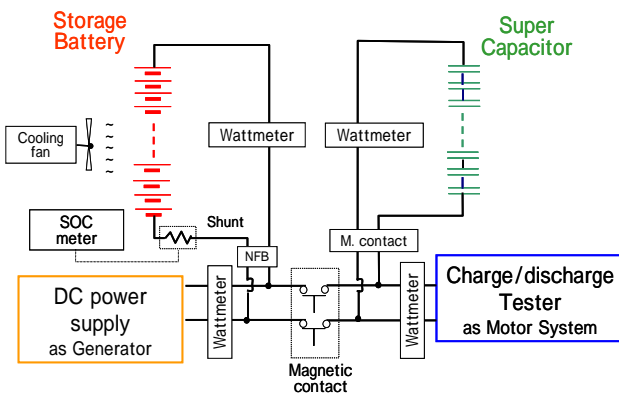 Storage
Battery
Super
Capacitor
Cooling
fan
~
~
~
~
~
Wattmeter
Wattmeter
SOC
meter
Shunt
NFB
M. contact
DC power
supply
as Generator
Wattmeter
Wattmeter
Charge/discharge
Tester
as Motor System
Magnetic
contact